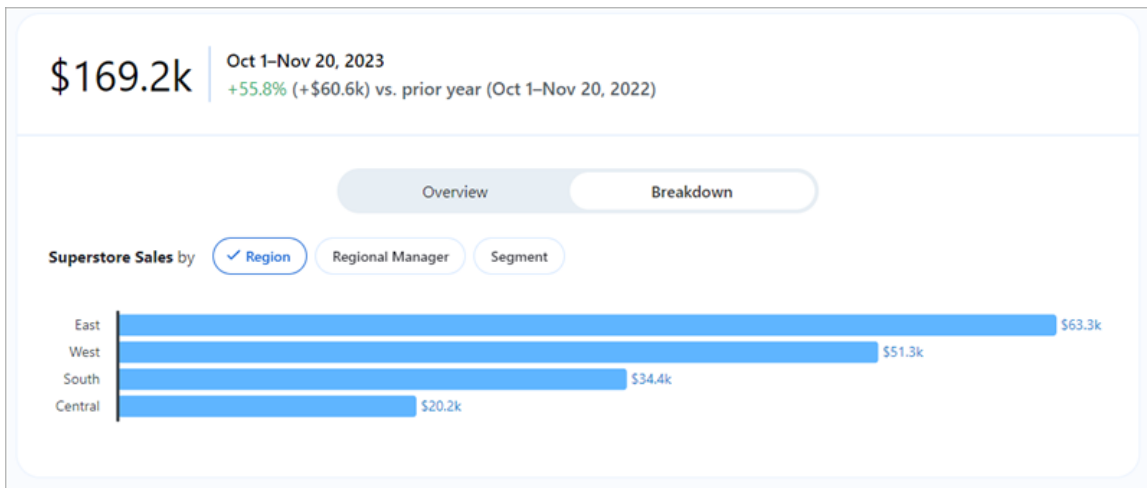 $169.2k
Oct 1–Nov 20, 2023
+55.8% (+$60.6k) vs. prior year (Oct 1–Nov 20, 2022)
Overview Breakdown
Superstore Sales by ✓ Region Regional Manager Segment
East $63.3k
West $51.3k
South $34.4k
Central $20.2k